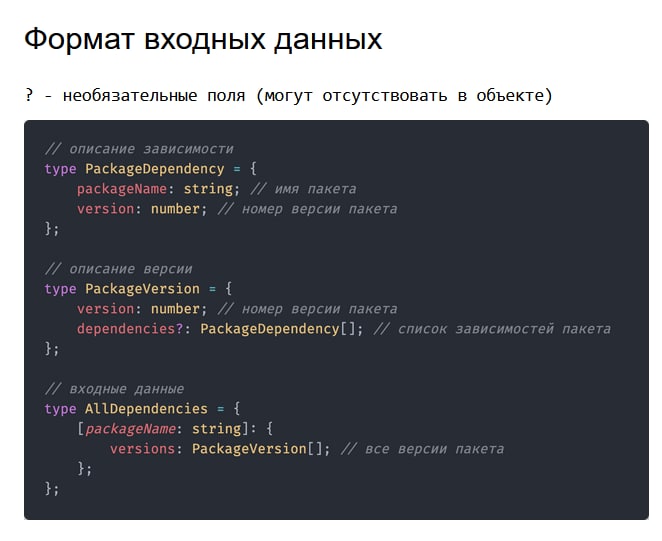 Формат входных данных
? - необязательные поля (могут отсутствовать в объекте)
// описание зависимости
type PackageDependency = {
    packageName: string; // имя пакета
    version: number; // номер версии пакета
};
// описание версии
type PackageVersion = {
    version: number; // номер версии пакета
    dependencies?: PackageDependency[]; // список зависимостей пакета
};
// входные данные
type AllDependencies = {
    [packageName: string]: {
        versions: PackageVersion[]; // все версии пакета
    };
};